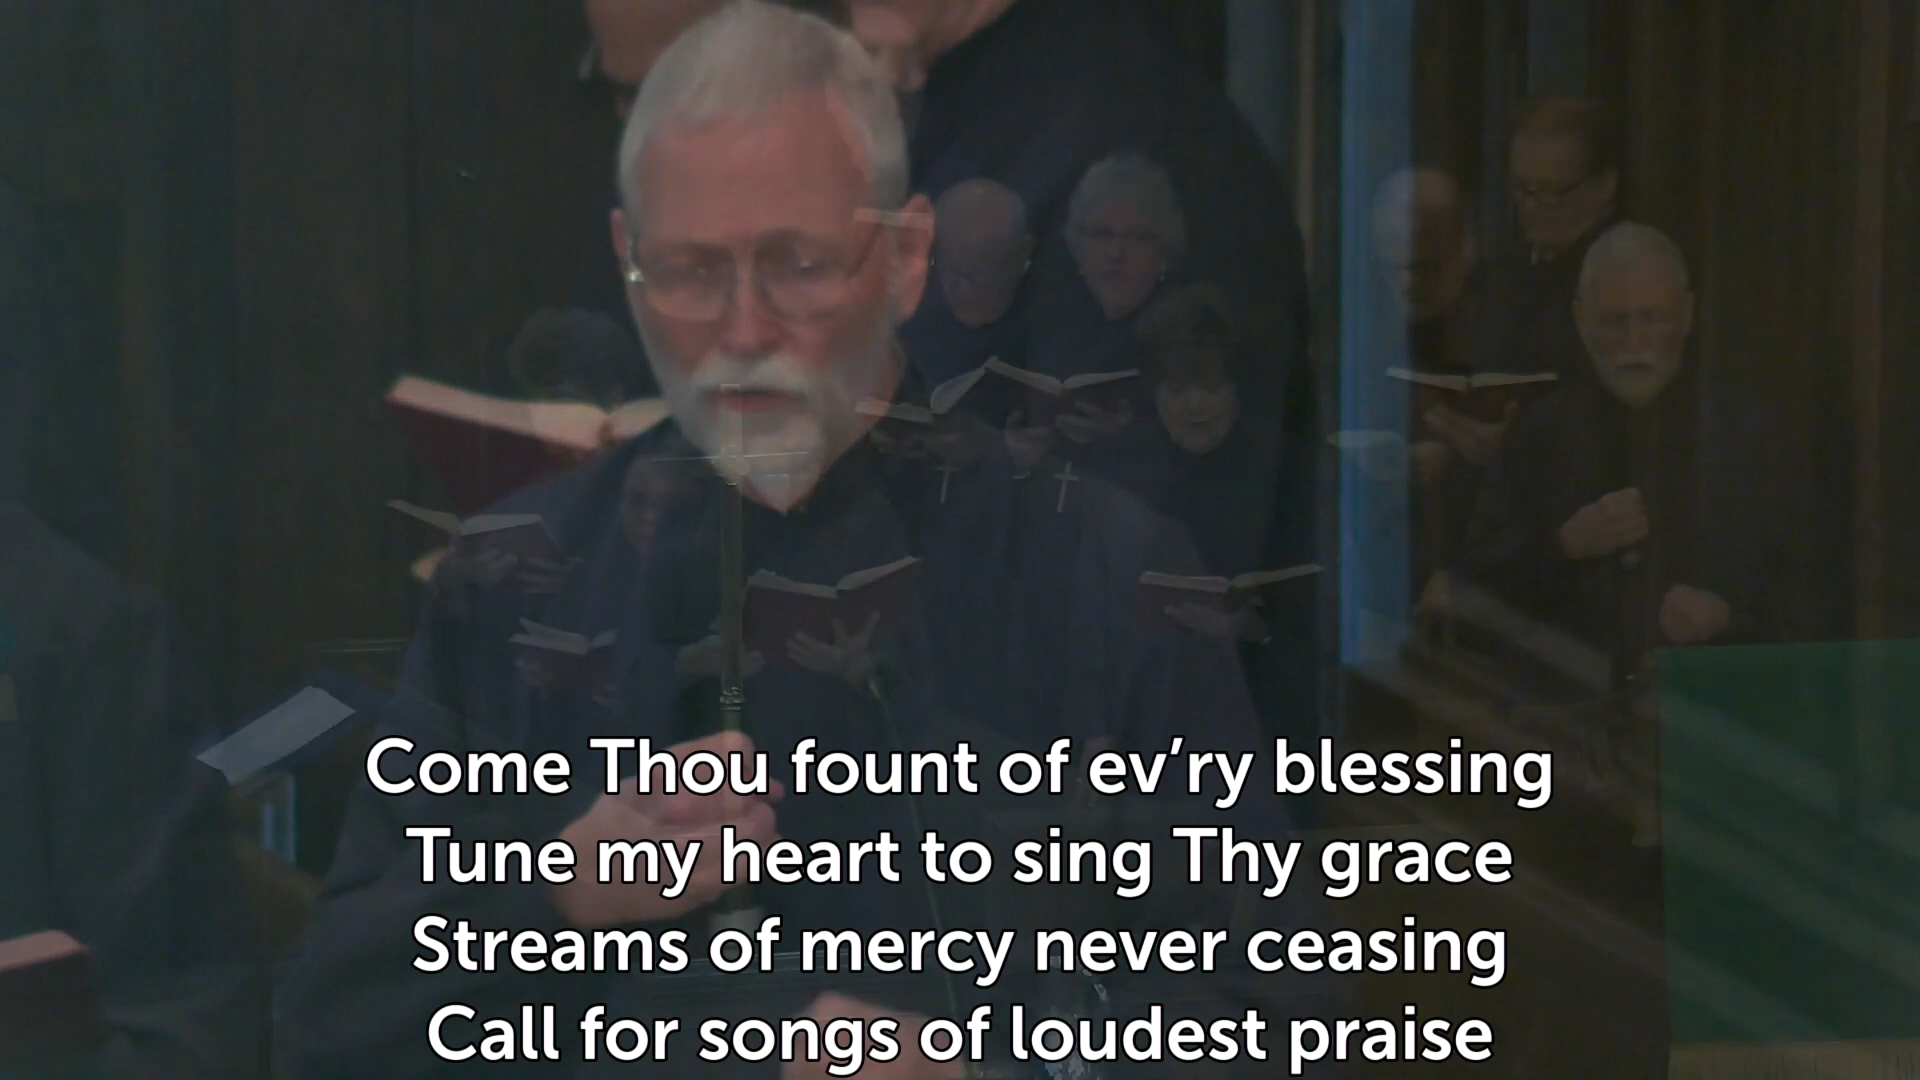 Come Thou fount of ev’ry blessing
Tune my heart to sing Thy grace
Streams of mercy never ceasing
Call for songs of loudest praise